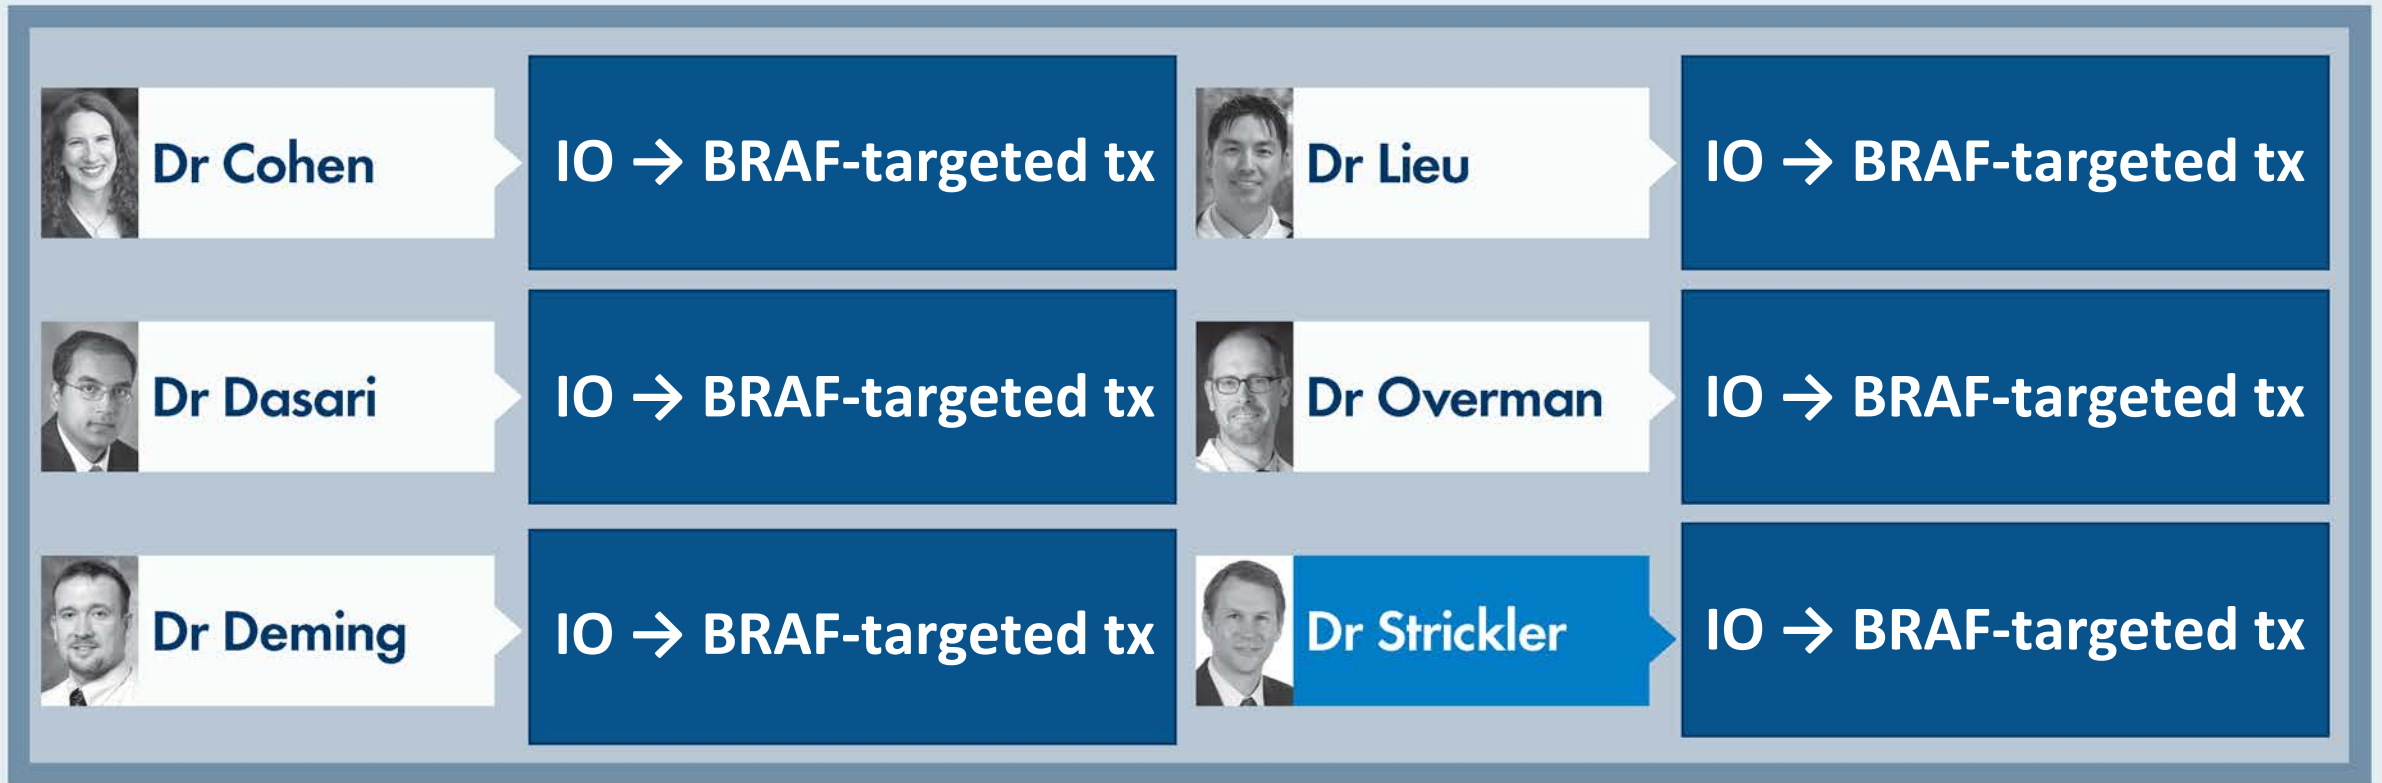 Dr Cohen
IO → BRAF-targeted tx
Dr Lieu
IO → BRAF-targeted tx
Dr Dasari
IO → BRAF-targeted tx
Dr Overman
IO → BRAF-targeted tx
Dr Deming
IO → BRAF-targeted tx
Dr Strickler
IO → BRAF-targeted tx